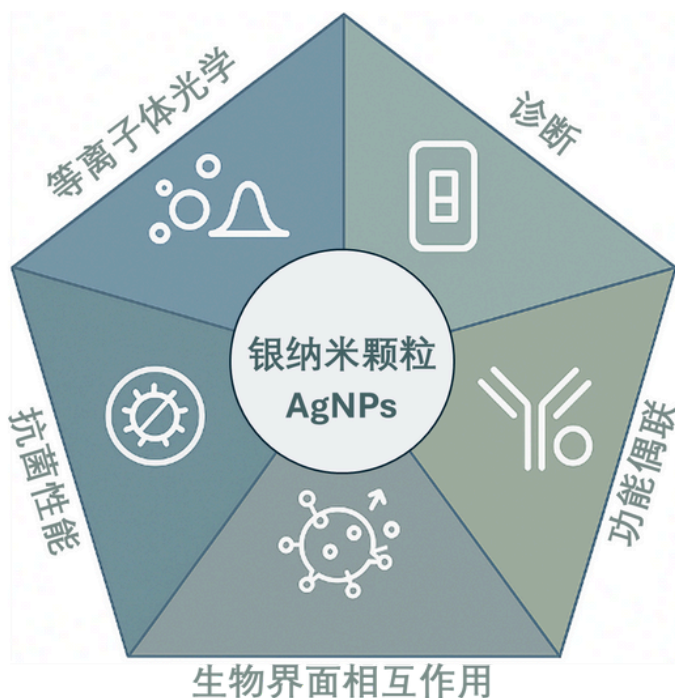 等离子体光学
诊断
银纳米颗粒
AgNPs
抗菌性能
功能偶联
生物界面相互作用